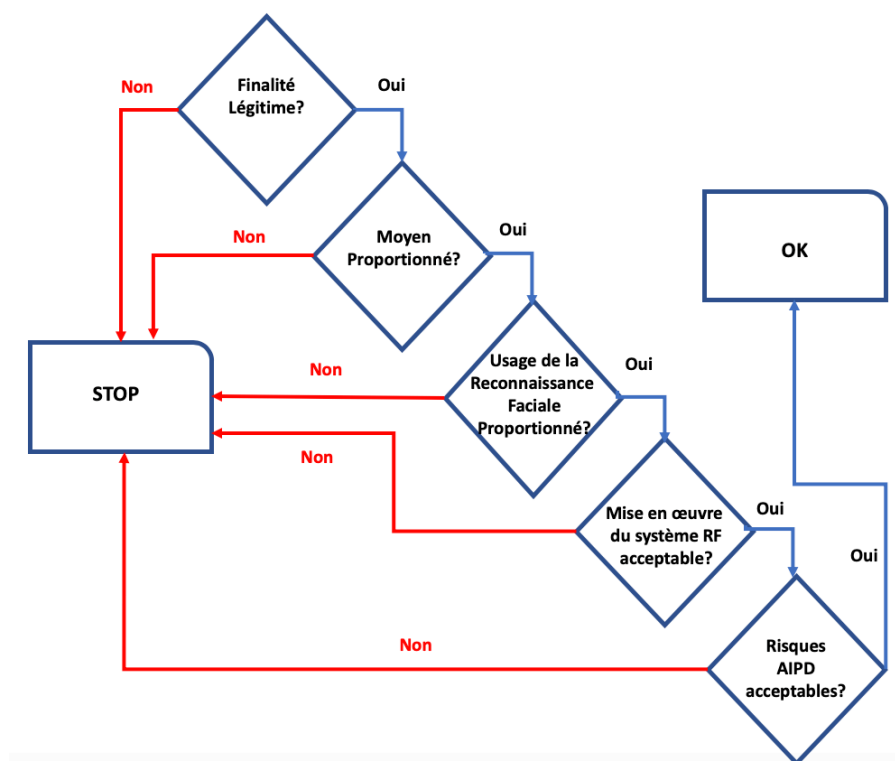 Finalité
Légitime?
Non
Oui
Moyen
Proportionné?
Non
Oui
OK
Usage de la
Reconnaissance
Faciale
Proportionné?
Non
Oui
STOP
Mise en œuvre
du système RF
acceptable?
Non
Oui
Risques
AIPD
acceptables?
Non
Oui